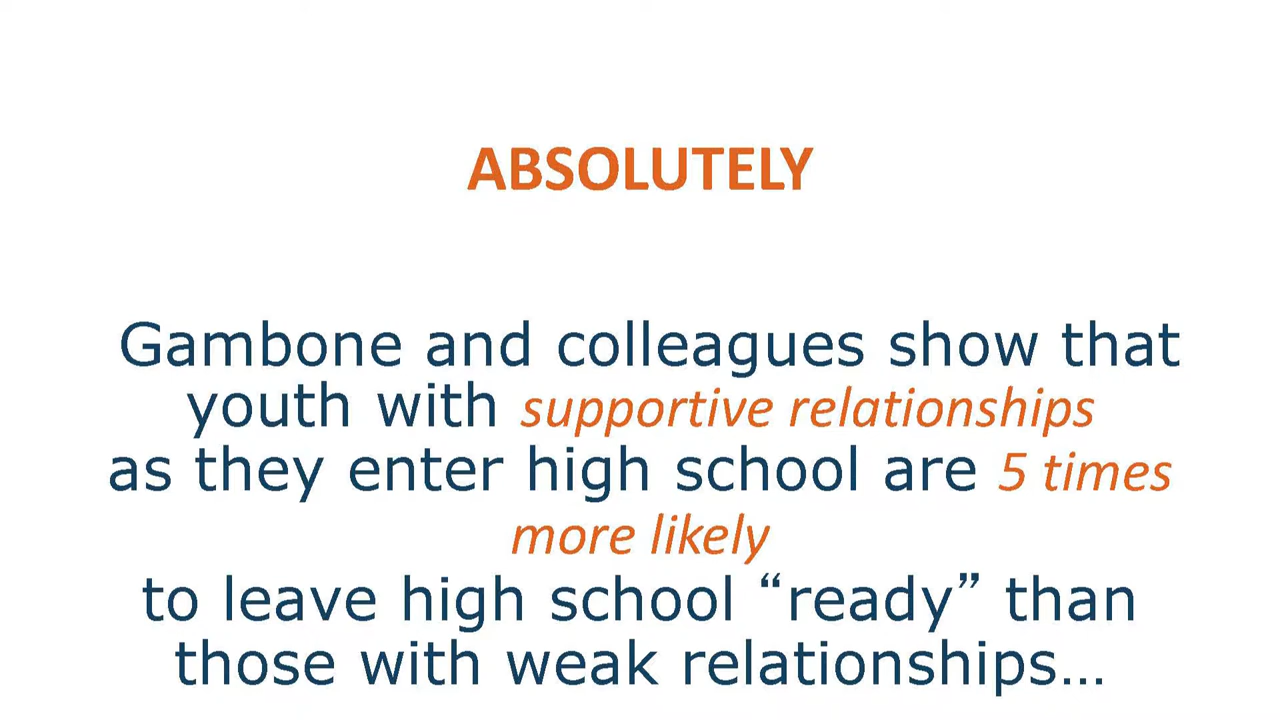 ABSOLUTELY
Gambone and colleagues show that
youth with supportive relationships
as they enter high school are 5 times
more likely
to leave high school “ready” than
those with weak relationships…